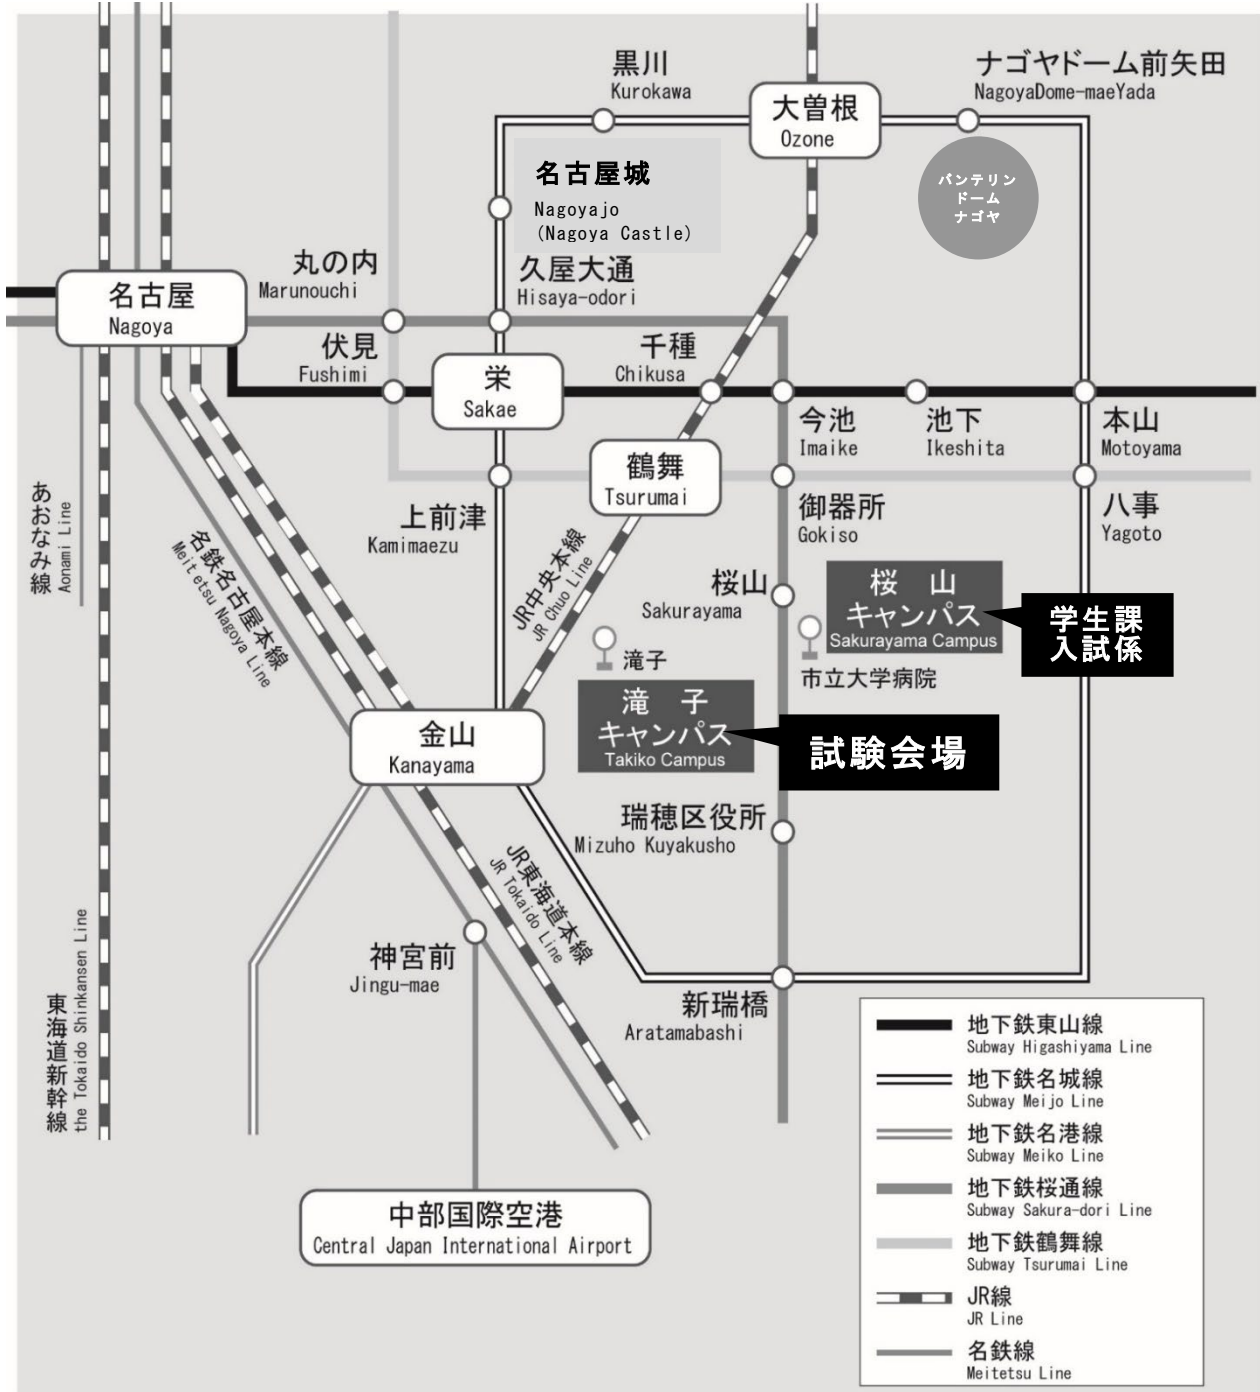 黒川
Kurokawa
大曽根
Ozone
ナゴヤドーム前矢田
NagoyaDome-maeYada
名古屋城
Nagoyajo
(Nagoya Castle)
バンテリン
ドーム
ナゴヤ
名古屋
Nagoya
丸の内
Marunouchi
久屋大通
Hisaya-odori
伏見
Fushimi
栄
Sakae
千種
Chikusa
今池
Imaike
池下
Ikeshita
本山
Motoyama
鶴舞
Tsurumai
上前津
Kamimaezu
御器所
Gokiso
八事
Yagoto
あおなみ線
Aonami Line
名鉄名古屋本線
Meitetsu Nagoya Line
JR中央本線
JR Chuo Line
桜山
Sakurayama
桜 山
キャンパス
Sakurayama Campus
学生課
入試係
滝子
市立大学病院
滝 子
キャンパス
Takiko Campus
試験会場
金山
Kanayama
瑞穂区役所
Mizuho Kuyakusho
JR東海道本線
JR Tokaido Line
神宮前
Jingu-mae
新瑞橋
Aratamabashi
東海道新幹線
the Tokaido Shinkansen Line
中部国際空港
Central Japan International Airport
地下鉄東山線
Subway Higashiyama Line
地下鉄名城線
Subway Meijo Line
地下鉄名港線
Subway Meiko Line
地下鉄桜通線
Subway Sakura-dori Line
地下鉄鶴舞線
Subway Tsurumai Line
JR線
JR Line
名鉄線
Meitetsu Line